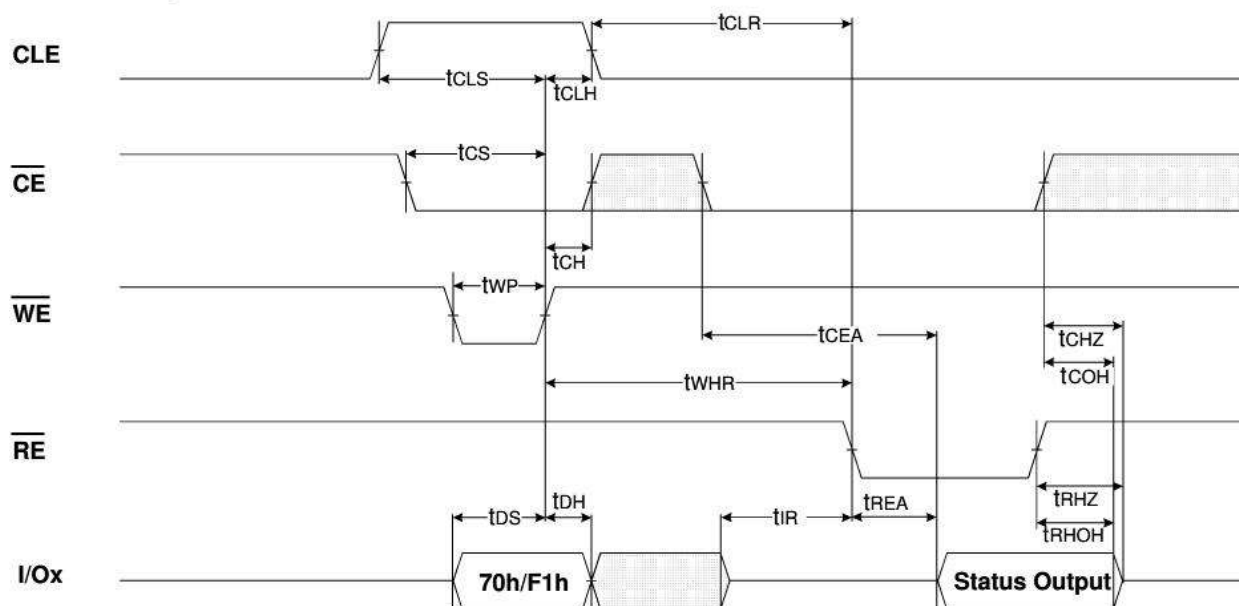 tCLR
CLE
tCLS
tCLH
tCS
CE
tCH
tWP
WE
tCEA
tCHZ
tCOH
tWHR
RE
tDH
tDS
tIR
tREA
tRHZ
tRHOH
I/Ox
70h/F1h
Status Output